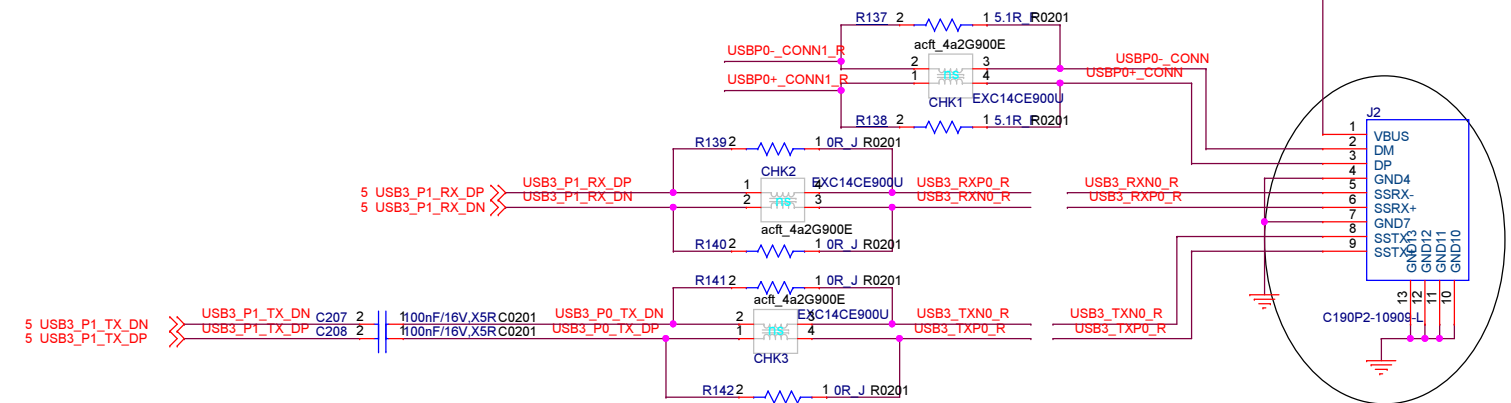 R137 2 1 5.1R_F R0201
acft_4a2G900E
USBP0-_CONN1_R 2 3 USBP0-_CONN
USBP0+_CONN1_R 1 4 USBP0+_CONN
CHK1 EXC14CE900U
R138 2 1 5.1R_F R0201
J2
1 VBUS
2 DM
3 DP
4 GND4
5 SSRX-
6 SSRX+
7 GND7
8 SSTX-
9
GND13
GND12
GND11
GND10
13
12
11
10
C190P2-10909-L
R139 2 1 0R_J R0201
CHK2
EXC14CE900U
5 USB3_P1_RX_DP USB3_P1_RX_DP 1 4 USB3_RXP0_R USB3_RXN0_R
5 USB3_P1_RX_DN USB3_P1_RX_DN 2 3 USB3_RXN0_R USB3_RXP0_R
acft_4a2G900E
R140 2 1 0R_J R0201
R141 2 1 0R_J R0201
acft_4a2G900E
EXC14CE900U
5 USB3_P1_TX_DN USB3_P1_TX_DN C207 2 1 100nF/16V,X5R C0201 USB3_P0_TX_DN 2 3 USB3_TXN0_R USB3_TXN0_R
5 USB3_P1_TX_DP USB3_P1_TX_DP C208 2 1 100nF/16V,X5R C0201 USB3_P0_TX_DP 1 4 USB3_TXP0_R USB3_TXP0_R
CHK3
R142 2 1 0R_J R0201